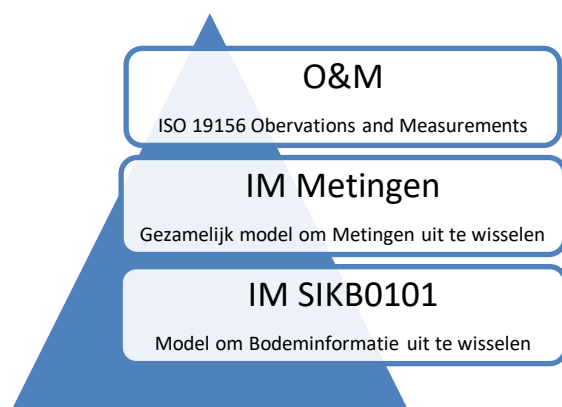 O&M
ISO 19156 Obervations and Measurements
IM Metingen
Gezamelijk model om Metingen uit te wisselen
IM SIKB0101
Model om Bodeminformatie uit te wisselen